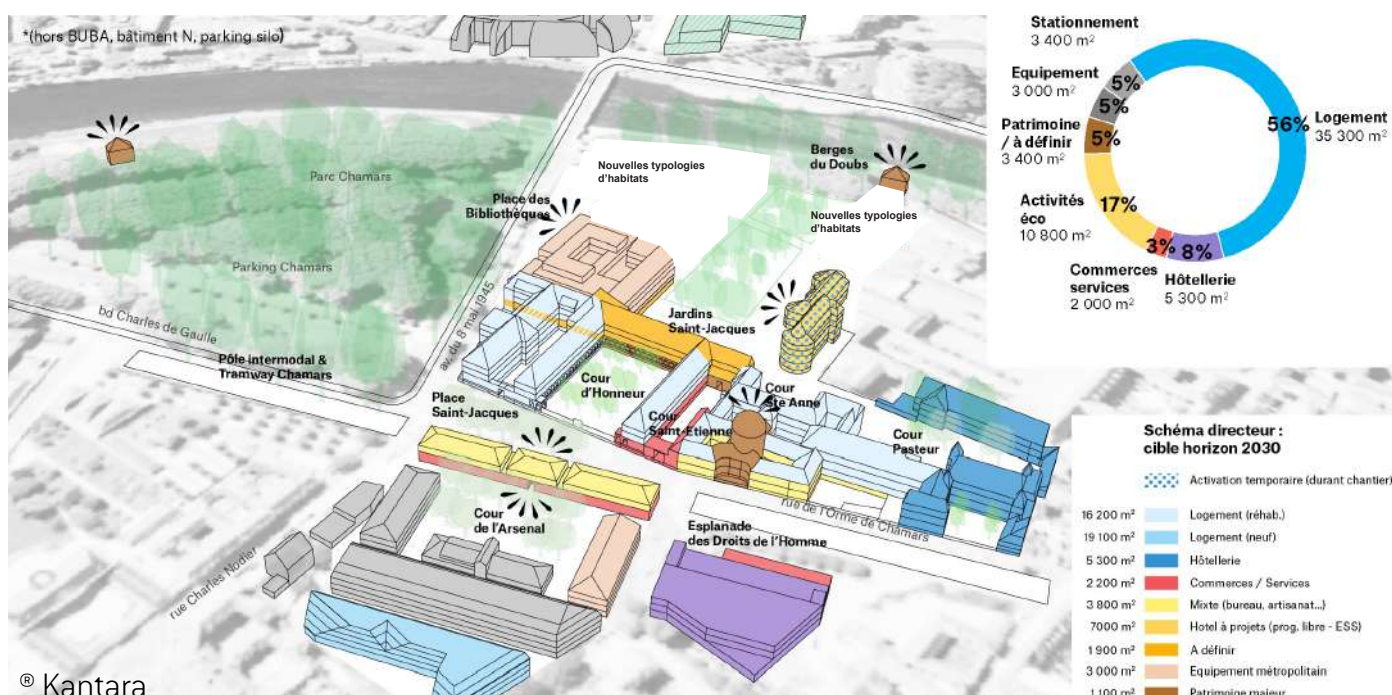 *(hors BUBA, bâtiment N, parking silo)
Stationnement
3 400 m²
Equipement
3 000 m²
Patrimoine
/ à définir
3 400 m²
Activités
éco
10 800 m²
Commerces
services
2 000 m²
Hôtellerie
5 300 m²
Logement
35 300 m²
5%
5%
5%
17%
3%
8%
56%
Nouvelles typologies
d'habitats
Berges
du Doubs
Parc Chamars
Place des
Bibliothèques
Nouvelles typologies
d'habitats
Parking Chamars
bd Charles de Gaulle
av. du 8 mai 1945
Jardins
Saint-Jacques
Pôle intermodal &
Tramway Chamars
Cour
d'Honneur
Cour
Ste Anne
Place
Saint-Jacques
Cour
Saint-Etienne
Cour
Pasteur
rue de l'Orme de Chamars
Cour
de l'Arsenal
Esplanade
des Droits de l'Homme
rue Charles Nodier
Schéma directeur :
cible horizon 2030
Activation temporaire (durant chantier)
16 200 m² Logement (réhab.)
19 100 m² Logement (neuf)
5 300 m² Hôtellerie
2 200 m² Commerces / Services
3 800 m² Mixte (bureau, artisanat...)
7000 m² Hotel à projets (prog. libre - ESS)
1 900 m² A définir
3 000 m² Equipement métropolitain
1 100 m² Patrimoine majeur
® Kantara